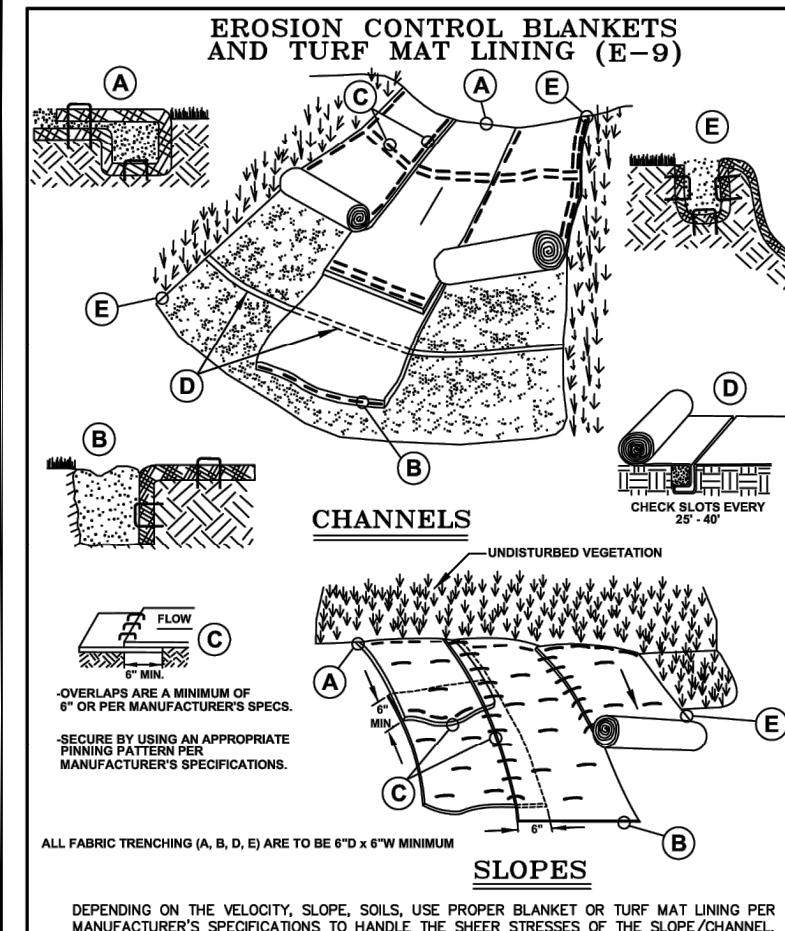 EROSION CONTROL BLANKETS
AND TURF MAT LINING (E-9)
A
C
A
E
E
E
D
B
B
D
CHECK SLOTS EVERY
25' - 40'
CHANNELS
UNDISTURBED VEGETATION
FLOW
C
6" MIN.
-OVERLAPS ARE A MINIMUM OF
6" OR PER MANUFACTURER'S SPECS.
-SECURE BY USING AN APPROPRIATE
PINNING PATTERN PER
MANUFACTURER'S SPECIFICATIONS.
A
6"
MIN
C
E
6"
B
ALL FABRIC TRENCHING (A, B, D, E) ARE TO BE 6"D x 6"W MINIMUM
SLOPES
DEPENDING ON THE VELOCITY, SLOPE, SOILS, USE PROPER BLANKET OR TURF MAT LINING PER
MANUFACTURER'S SPECIFICATIONS TO HANDLE THE SHEER STRESSES OF THE SLOPE/CHANNEL.